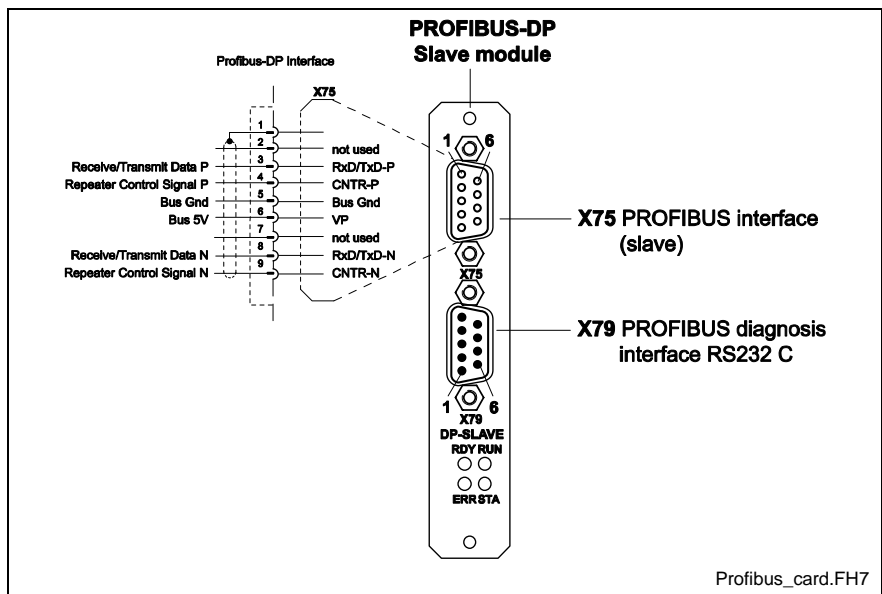 PROFIBUS-DP
Slave module
Profibus-DP Interface
X75
1
2 not used
Receive/Transmit Data P 3 RxD/TxD-P
Repeater Control Signal P 4 CNTR-P
Bus Gnd 5 Bus Gnd
Bus 5V 6 VP
7 not used
Receive/Transmit Data N 8 RxD/TxD-N
Repeater Control Signal N 9 CNTR-N
1 6
X75 PROFIBUS interface
(slave)
X75
X79 PROFIBUS diagnosis
interface RS232 C
1 6
X79
DP-SLAVE
RDY RUN
ERR STA
Profibus_card.FH7